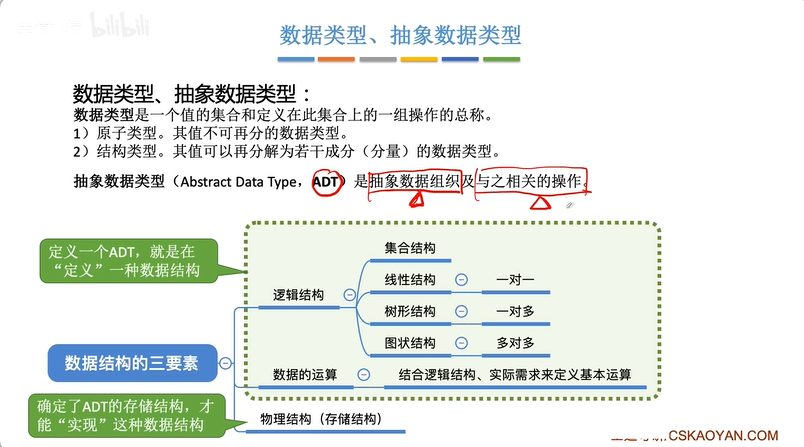 bilibili
数据类型、抽象数据类型
数据类型、抽象数据类型：
数据类型是一个值的集合和定义在此集合上的一组操作的总称。
1）原子类型。其值不可再分的数据类型。
2）结构类型。其值可以再分解为若干成分（分量）的数据类型。
抽象数据类型（Abstract Data Type，ADT）是抽象数据组织及与之相关的操作。
定义一个ADT，就是在
“定义”一种数据结构
集合结构
逻辑结构
线性结构
一对一
树形结构
一对多
图状结构
多对多
数据结构的三要素
数据的运算
结合逻辑结构、实际需求来定义基本运算
确定了ADT的存储结构，才
能“实现”这种数据结构
物理结构（存储结构）
CSKAOYAN.COM